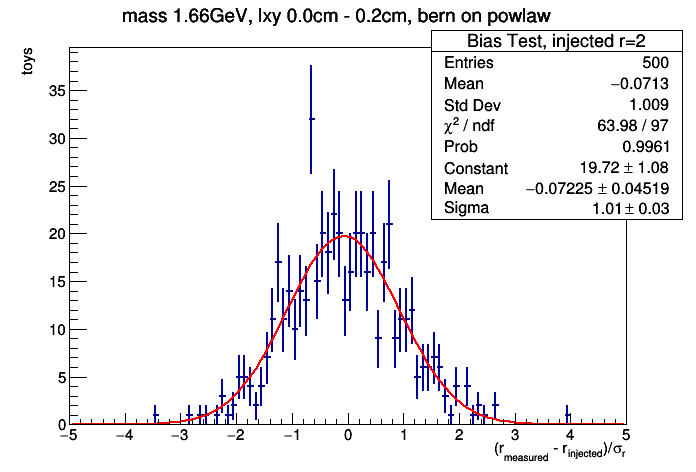 mass 1.66GeV, lxy 0.0cm - 0.2cm, bern on powlaw
Bias Test, injected r=2
Entries 500
Mean −0.0713
Std Dev 1.009
χ² / ndf 63.98 / 97
Prob 0.9961
Constant 19.72 ± 1.08
Mean −0.07225 ± 0.04519
Sigma 1.01 ± 0.03
toys
35
30
25
20
15
10
5
0
−5 −4 −3 −2 −1 0 1 2 3 4 5
(r_measured - r_injected)/σ_r